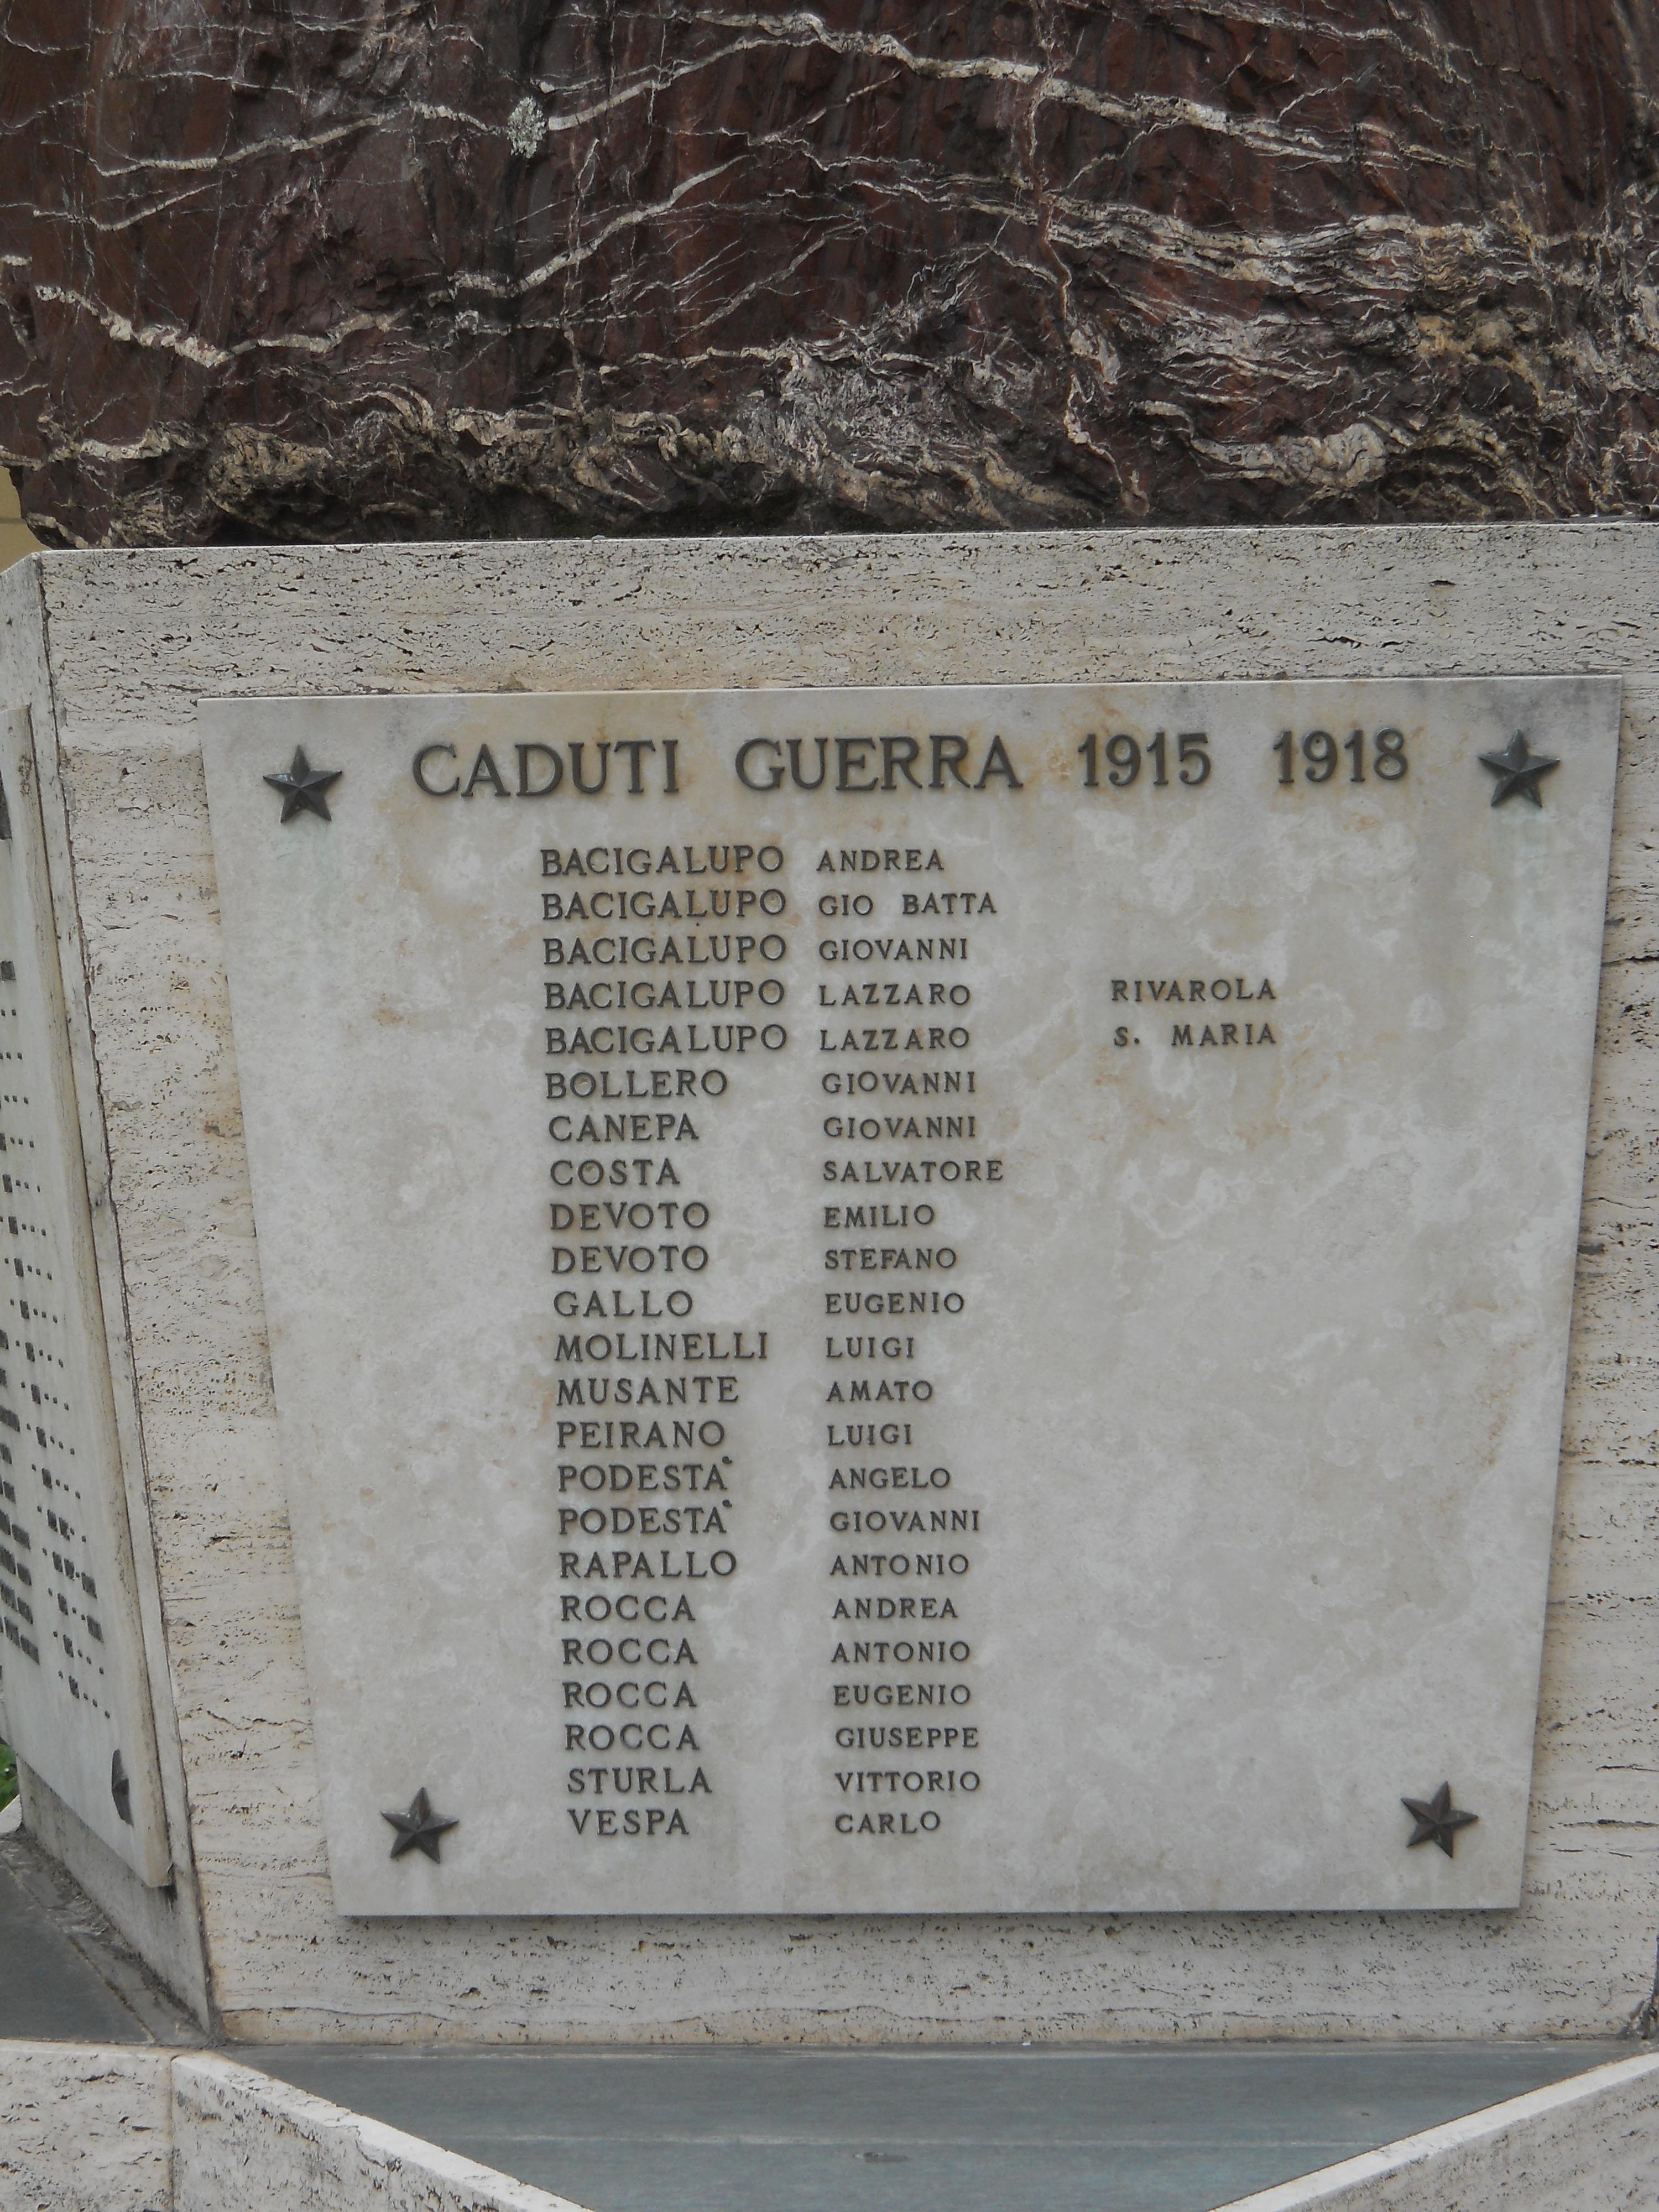 CADUTI GUERRA 1915 1918
BACIGALUPO ANDREA
BACIGALUPO GIO BATTA
BACIGALUPO GIOVANNI
BACIGALUPO LAZZARO RIVAROLA
BACIGALUPO LAZZARO S. MARIA
BOLLERO GIOVANNI
CANEPA GIOVANNI
COSTA SALVATORE
DEVOTO EMILIO
DEVOTO STEFANO
GALLO EUGENIO
MOLINELLI LUIGI
MUSANTE AMATO
PEIRANO LUIGI
PODESTA' ANGELO
PODESTA' GIOVANNI
RAPALLO ANTONIO
ROCCA ANDREA
ROCCA ANTONIO
ROCCA EUGENIO
ROCCA GIUSEPPE
STURLA VITTORIO
VESPA CARLO